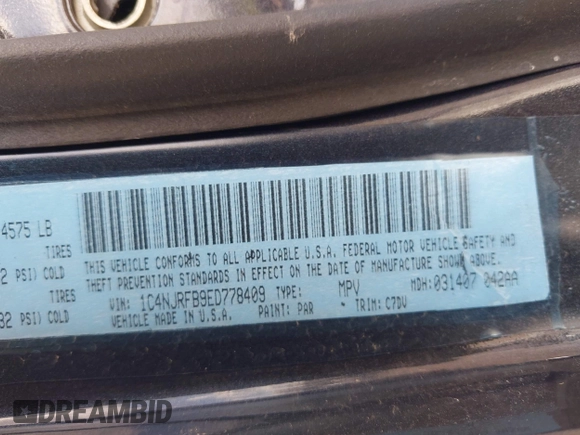 4575 LB
TIRES
2 PSI) COLD
TIRES
32 PSI) COLD
THIS VEHICLE CONFORMS TO ALL APPLICABLE U.S.A. FEDERAL MOTOR VEHICLE SAFETY AND
THEFT PREVENTION STANDARDS IN EFFECT ON THE DATE OF MANUFACTURE SHOWN ABOVE.
VIN: 1C4NJRFB9ED778409 TYPE: MPV MDH: 031407 042AA
VEHICLE MADE IN U.S.A. PAINT: PAR * TRIM: C7DV
DREAMBID